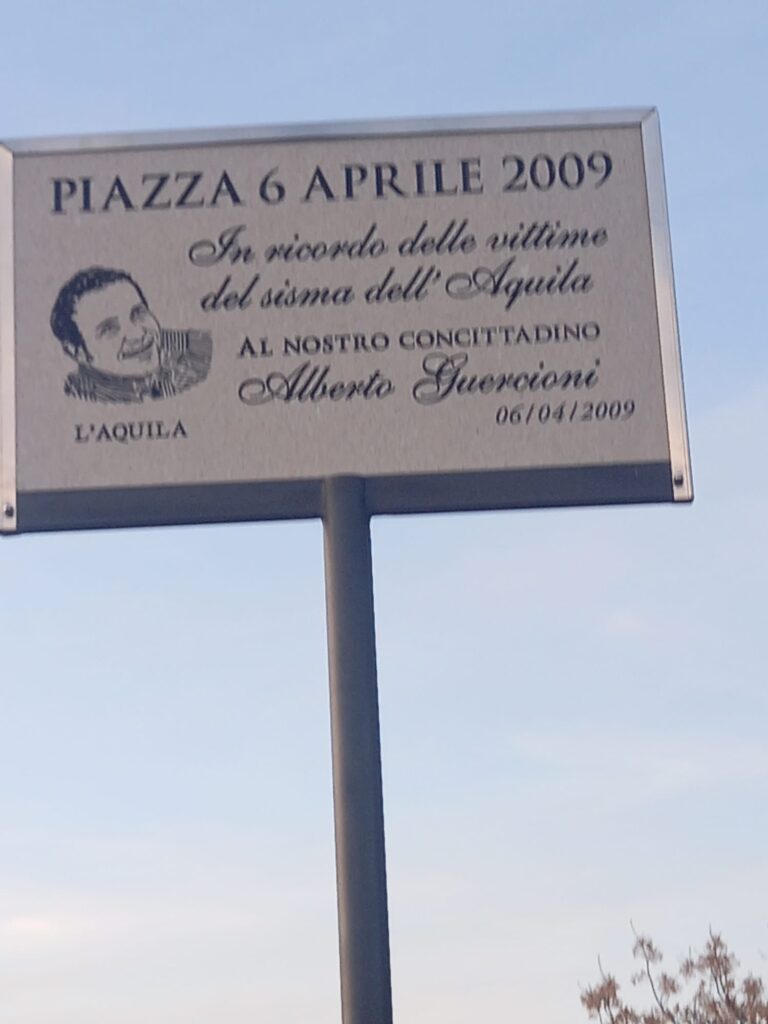 PIAZZA 6 APRILE 2009
In ricordo delle vittime
del sisma dell'Aquila
AL NOSTRO CONCITTADINO
Alberto Guercioni
06/04/2009
L'AQUILA